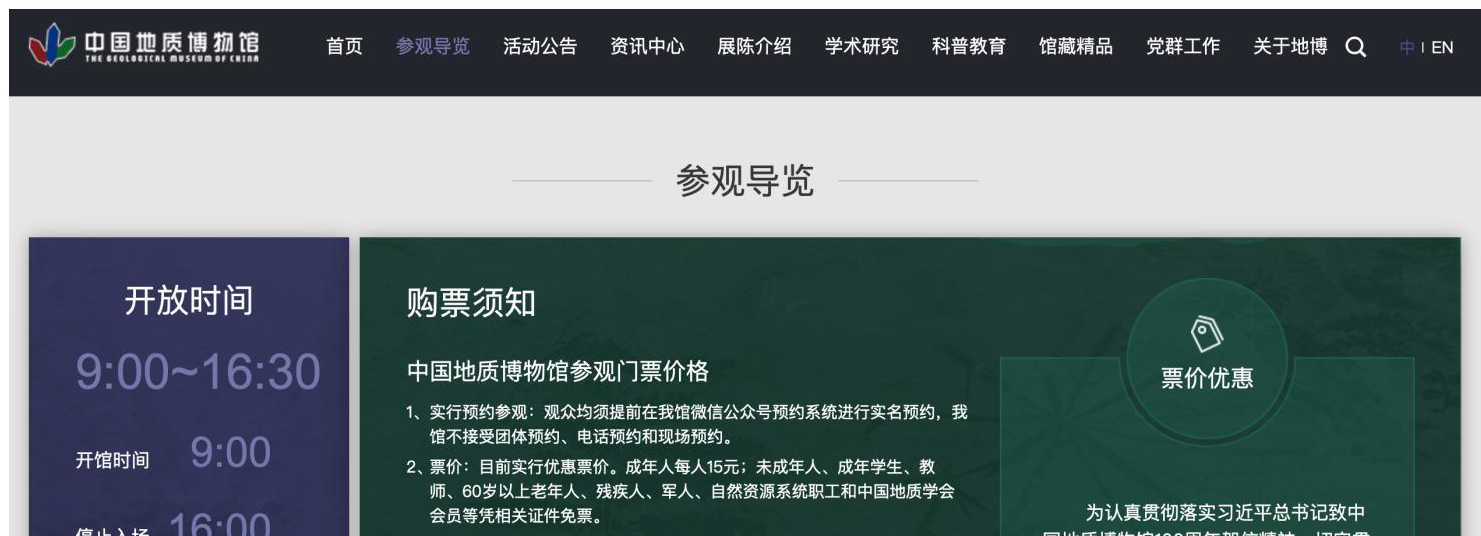 中国地质博物馆
THE GEOLOGICAL MUSEUM OF CHINA
首页 参观导览 活动公告 资讯中心 展陈介绍 学术研究 科普教育 馆藏精品 党群工作 关于地博 中 | EN
参观导览
开放时间
9:00~16:30
开馆时间 9:00
停止入场 16:00
购票须知
中国地质博物馆参观门票价格
1、实行预约参观：观众均须提前在我馆微信公众号预约系统进行实名预约，我
馆不接受团体预约、电话预约和现场预约。
2、票价：目前实行优惠票价。成年人每人15元；未成年人、成年学生、教
师、60岁以上老年人、残疾人、军人、自然资源系统职工和中国地质学会
会员等凭相关证件免票。
票价优惠
为认真贯彻落实习近平总书记致中